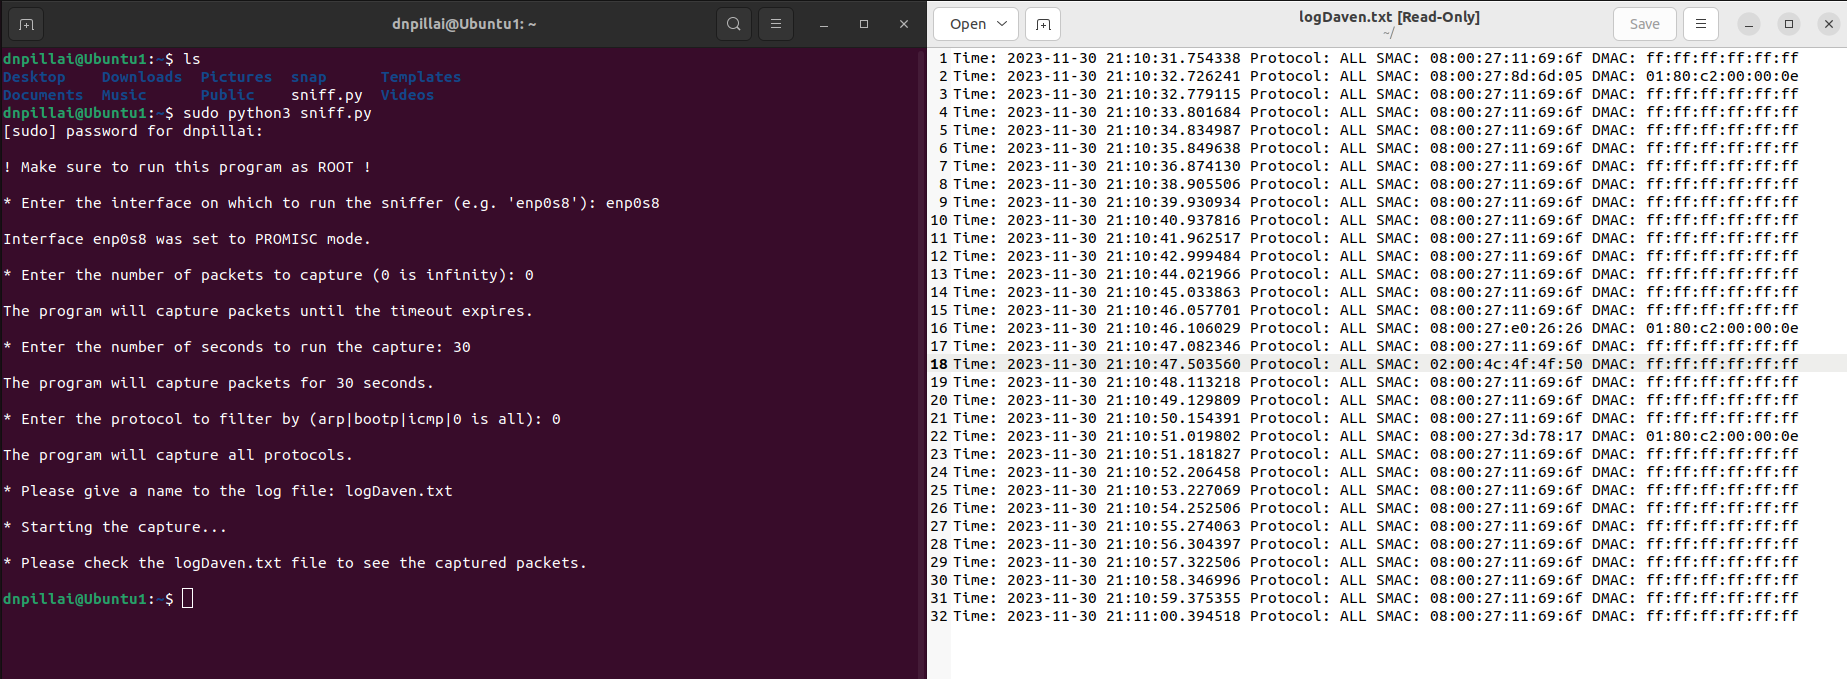 dnpillai@Ubuntu1: ~
dnpillai@Ubuntu1:~$ ls
Desktop Downloads Pictures snap Templates
Documents Music Public sniff.py Videos
dnpillai@Ubuntu1:~$ sudo python3 sniff.py
[sudo] password for dnpillai:
! Make sure to run this program as ROOT !
* Enter the interface on which to run the sniffer (e.g. 'enp0s8'): enp0s8
Interface enp0s8 was set to PROMISC mode.
* Enter the number of packets to capture (0 is infinity): 0
The program will capture packets until the timeout expires.
* Enter the number of seconds to run the capture: 30
The program will capture packets for 30 seconds.
* Enter the protocol to filter by (arp|bootp|icmp|0 is all): 0
The program will capture all protocols.
* Please give a name to the log file: logDaven.txt
* Starting the capture...
* Please check the logDaven.txt file to see the captured packets.
dnpillai@Ubuntu1:~$
Open
logDaven.txt [Read-Only]
~/
Save
1 Time: 2023-11-30 21:10:31.754338 Protocol: ALL SMAC: 08:00:27:11:69:6f DMAC: ff:ff:ff:ff:ff:ff
2 Time: 2023-11-30 21:10:32.726241 Protocol: ALL SMAC: 08:00:27:8d:6d:05 DMAC: 01:80:c2:00:00:0e
3 Time: 2023-11-30 21:10:32.779115 Protocol: ALL SMAC: 08:00:27:11:69:6f DMAC: ff:ff:ff:ff:ff:ff
4 Time: 2023-11-30 21:10:33.801684 Protocol: ALL SMAC: 08:00:27:11:69:6f DMAC: ff:ff:ff:ff:ff:ff
5 Time: 2023-11-30 21:10:34.834987 Protocol: ALL SMAC: 08:00:27:11:69:6f DMAC: ff:ff:ff:ff:ff:ff
6 Time: 2023-11-30 21:10:35.849638 Protocol: ALL SMAC: 08:00:27:11:69:6f DMAC: ff:ff:ff:ff:ff:ff
7 Time: 2023-11-30 21:10:36.874130 Protocol: ALL SMAC: 08:00:27:11:69:6f DMAC: ff:ff:ff:ff:ff:ff
8 Time: 2023-11-30 21:10:38.905506 Protocol: ALL SMAC: 08:00:27:11:69:6f DMAC: ff:ff:ff:ff:ff:ff
9 Time: 2023-11-30 21:10:39.930934 Protocol: ALL SMAC: 08:00:27:11:69:6f DMAC: ff:ff:ff:ff:ff:ff
10 Time: 2023-11-30 21:10:40.937816 Protocol: ALL SMAC: 08:00:27:11:69:6f DMAC: ff:ff:ff:ff:ff:ff
11 Time: 2023-11-30 21:10:41.962517 Protocol: ALL SMAC: 08:00:27:11:69:6f DMAC: ff:ff:ff:ff:ff:ff
12 Time: 2023-11-30 21:10:42.999484 Protocol: ALL SMAC: 08:00:27:11:69:6f DMAC: ff:ff:ff:ff:ff:ff
13 Time: 2023-11-30 21:10:44.021966 Protocol: ALL SMAC: 08:00:27:11:69:6f DMAC: ff:ff:ff:ff:ff:ff
14 Time: 2023-11-30 21:10:45.033863 Protocol: ALL SMAC: 08:00:27:11:69:6f DMAC: ff:ff:ff:ff:ff:ff
15 Time: 2023-11-30 21:10:46.057701 Protocol: ALL SMAC: 08:00:27:11:69:6f DMAC: ff:ff:ff:ff:ff:ff
16 Time: 2023-11-30 21:10:46.106029 Protocol: ALL SMAC: 08:00:27:e0:26:26 DMAC: 01:80:c2:00:00:0e
17 Time: 2023-11-30 21:10:47.082346 Protocol: ALL SMAC: 08:00:27:11:69:6f DMAC: ff:ff:ff:ff:ff:ff
18 Time: 2023-11-30 21:10:47.503560 Protocol: ALL SMAC: 02:00:4c:4f:4f:50 DMAC: ff:ff:ff:ff:ff:ff
19 Time: 2023-11-30 21:10:48.113218 Protocol: ALL SMAC: 08:00:27:11:69:6f DMAC: ff:ff:ff:ff:ff:ff
20 Time: 2023-11-30 21:10:49.129809 Protocol: ALL SMAC: 08:00:27:11:69:6f DMAC: ff:ff:ff:ff:ff:ff
21 Time: 2023-11-30 21:10:50.154391 Protocol: ALL SMAC: 08:00:27:11:69:6f DMAC: ff:ff:ff:ff:ff:ff
22 Time: 2023-11-30 21:10:51.019802 Protocol: ALL SMAC: 08:00:27:3d:78:17 DMAC: 01:80:c2:00:00:0e
23 Time: 2023-11-30 21:10:51.181827 Protocol: ALL SMAC: 08:00:27:11:69:6f DMAC: ff:ff:ff:ff:ff:ff
24 Time: 2023-11-30 21:10:52.206458 Protocol: ALL SMAC: 08:00:27:11:69:6f DMAC: ff:ff:ff:ff:ff:ff
25 Time: 2023-11-30 21:10:53.227069 Protocol: ALL SMAC: 08:00:27:11:69:6f DMAC: ff:ff:ff:ff:ff:ff
26 Time: 2023-11-30 21:10:54.252506 Protocol: ALL SMAC: 08:00:27:11:69:6f DMAC: ff:ff:ff:ff:ff:ff
27 Time: 2023-11-30 21:10:55.274063 Protocol: ALL SMAC: 08:00:27:11:69:6f DMAC: ff:ff:ff:ff:ff:ff
28 Time: 2023-11-30 21:10:56.304397 Protocol: ALL SMAC: 08:00:27:11:69:6f DMAC: ff:ff:ff:ff:ff:ff
29 Time: 2023-11-30 21:10:57.322506 Protocol: ALL SMAC: 08:00:27:11:69:6f DMAC: ff:ff:ff:ff:ff:ff
30 Time: 2023-11-30 21:10:58.346996 Protocol: ALL SMAC: 08:00:27:11:69:6f DMAC: ff:ff:ff:ff:ff:ff
31 Time: 2023-11-30 21:10:59.375355 Protocol: ALL SMAC: 08:00:27:11:69:6f DMAC: ff:ff:ff:ff:ff:ff
32 Time: 2023-11-30 21:11:00.394518 Protocol: ALL SMAC: 08:00:27:11:69:6f DMAC: ff:ff:ff:ff:ff:ff